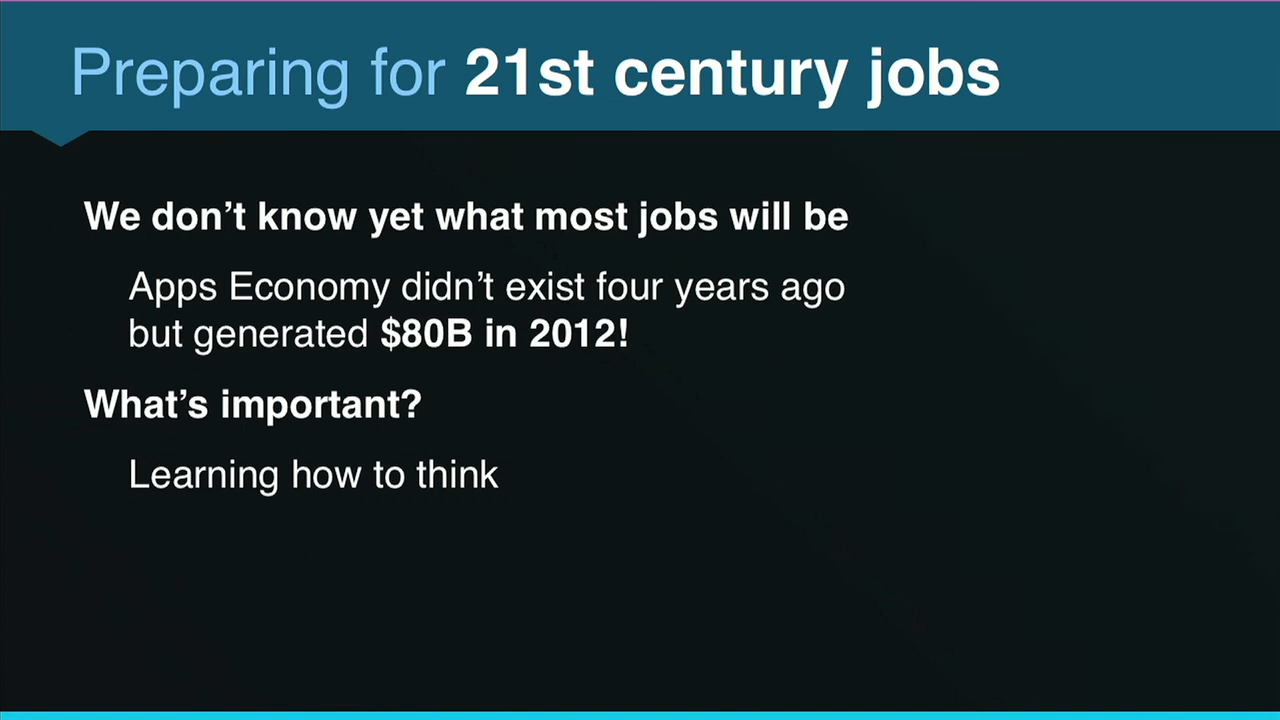 Preparing for 21st century jobs
We don’t know yet what most jobs will be
Apps Economy didn’t exist four years ago
but generated $80B in 2012!
What’s important?
Learning how to think